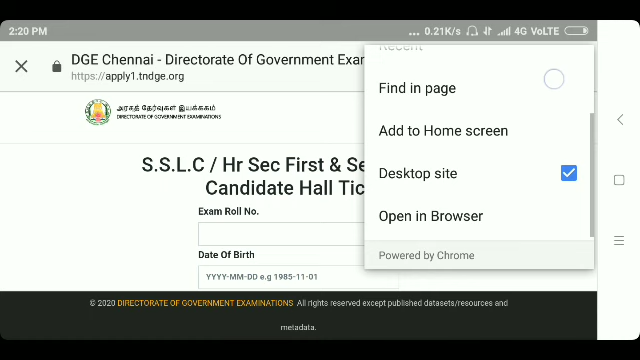 2:20 PM ... 0.21K/s 4G VoLTE
DGE Chennai - Directorate Of Government Exa
https://apply1.tndge.org
Recent
Find in page
Add to Home screen
Desktop site
Open in Browser
Powered by Chrome
அரசுத் தேர்வுகள் இயக்ககம்
DIRECTORATE OF GOVERNMENT EXAMINATIONS
S.S.L.C / Hr Sec First & Se
Candidate Hall Tic
Exam Roll No.
Date Of Birth
YYYY-MM-DD e.g 1985-11-01
© 2020 DIRECTORATE OF GOVERNMENT EXAMINATIONS All rights reserved except published datasets/resources and
metadata.